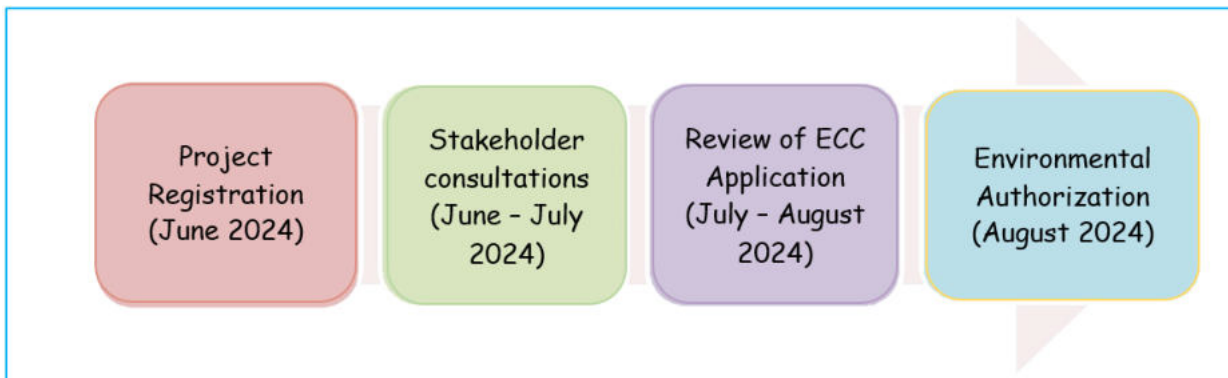 Project
Registration
(June 2024)
Stakeholder
consultations
(June – July
2024)
Review of ECC
Application
(July – August
2024)
Environmental
Authorization
(August 2024)